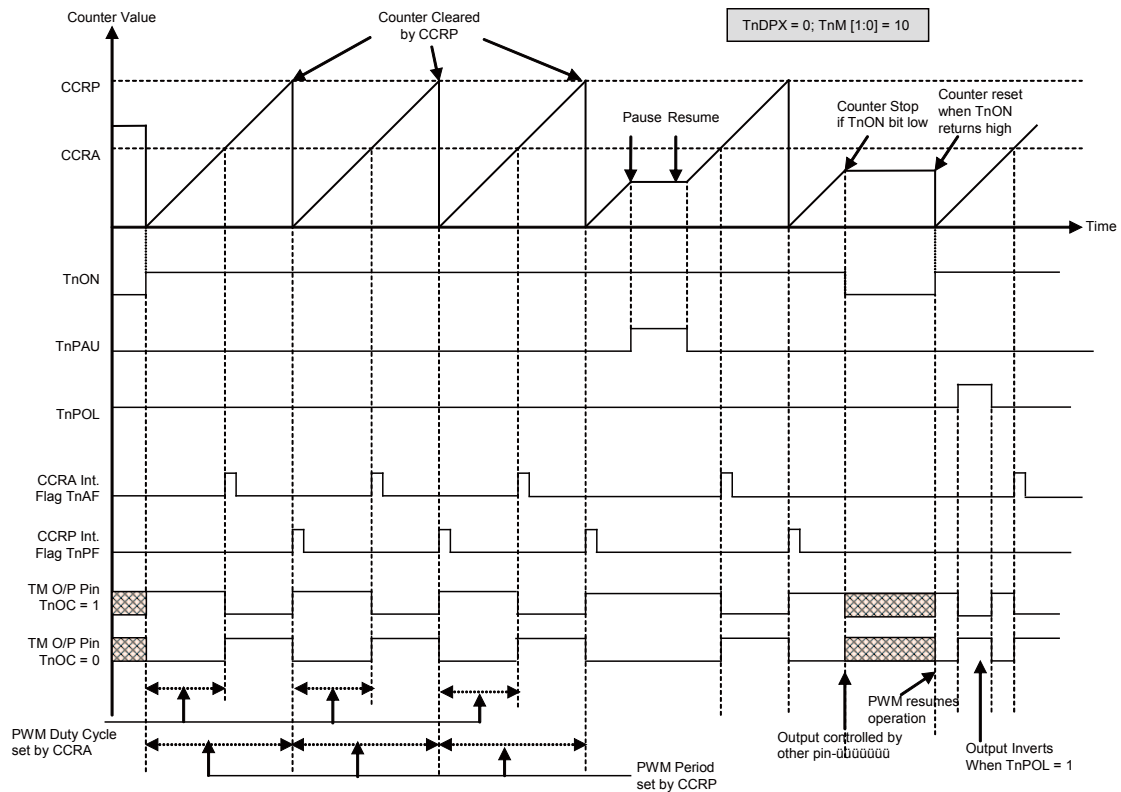 Counter Value
Counter Cleared
by CCRP
TnDPX = 0; TnM [1:0] = 10
CCRP
CCRA
Pause Resume
Counter Stop
if TnON bit low
Counter reset
when TnON
returns high
Time
TnON
TnPAU
TnPOL
CCRA Int.
Flag TnAF
CCRP Int.
Flag TnPF
TM O/P Pin
TnOC = 1
TM O/P Pin
TnOC = 0
PWM Duty Cycle
set by CCRA
PWM resumes
operation
Output controlled by
other pin-üüüüüüü
Output Inverts
When TnPOL = 1
PWM Period
set by CCRP